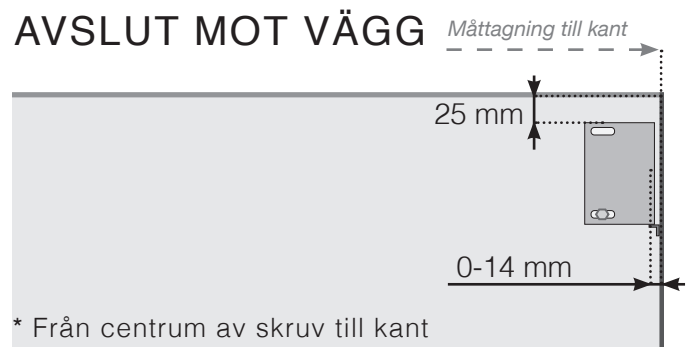 AVSLUT MOT VÄGG
Måttagning till kant
25 mm
0-14 mm
* Från centrum av skruv till kant